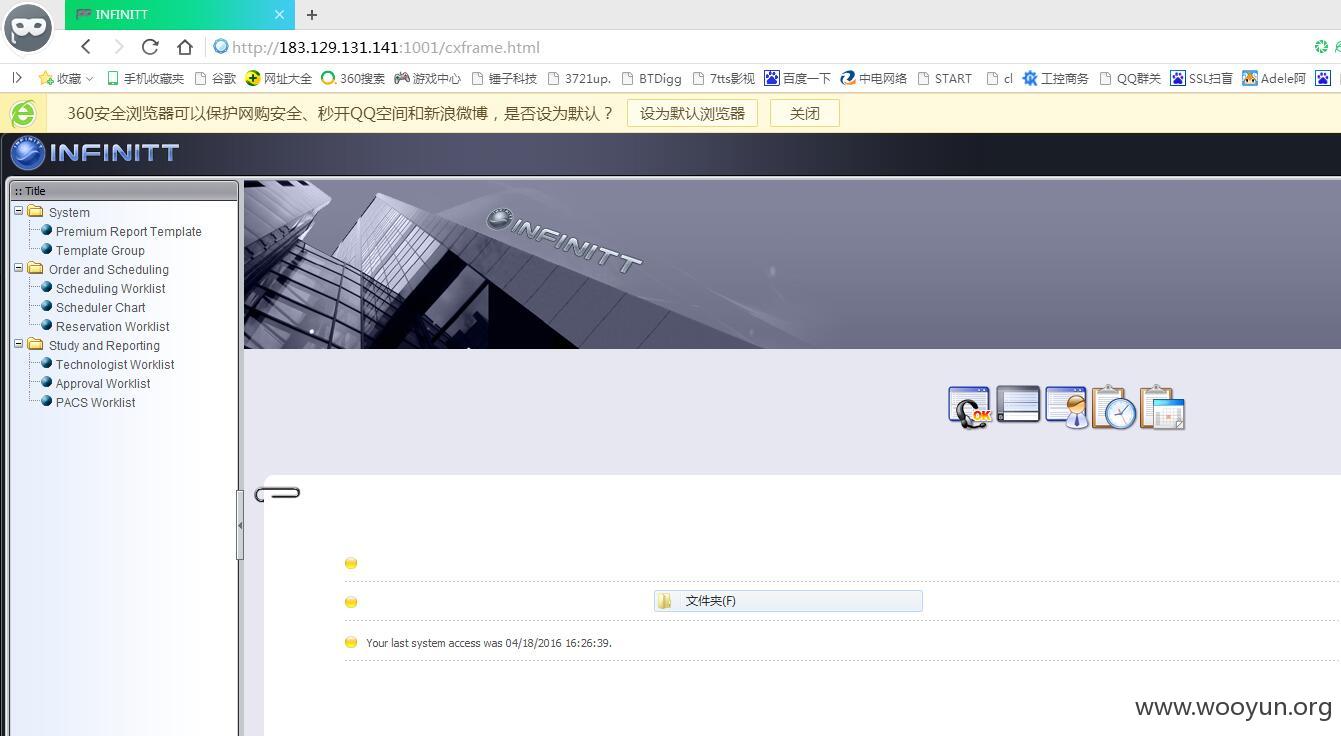 INFINITT
http://183.129.131.141:1001/cxframe.html
收藏 手机收藏夹 谷歌 网址大全 360搜索 游戏中心 锤子科技 3721up. BTDigg 7tts影视 百度一下 中电网络 START cl 工控商务 QQ群关 SSL扫盲 Adele阿
360安全浏览器可以保护网购安全、秒开QQ空间和新浪微博，是否设为默认？ 设为默认浏览器 关闭
INFINITT
:: Title
System
Premium Report Template
Template Group
Order and Scheduling
Scheduling Worklist
Scheduler Chart
Reservation Worklist
Study and Reporting
Technologist Worklist
Approval Worklist
PACS Worklist
INFINITT
OK
文件夹(F)
Your last system access was 04/18/2016 16:26:39.
www.wooyun.org